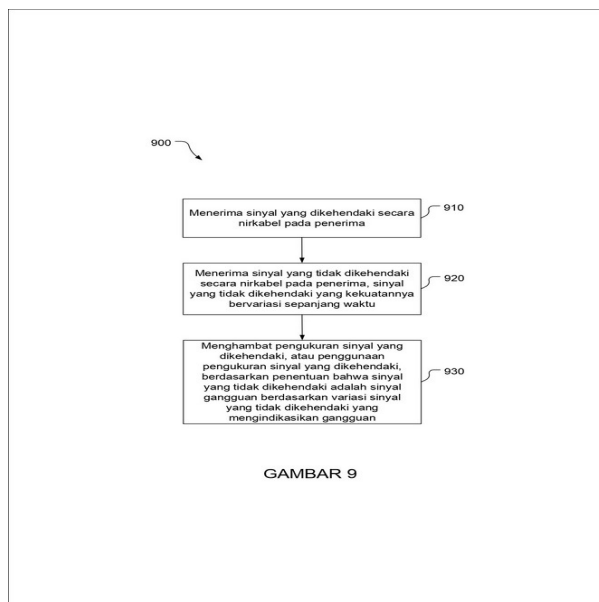 900
Menerima sinyal yang dikehendaki secara
nirkabel pada penerima
910
Menerima sinyal yang tidak dikehendaki
secara nirkabel pada penerima, sinyal
yang tidak dikehendaki yang kekuatannya
bervariasi sepanjang waktu
920
Menghambat pengukuran sinyal yang
dikehendaki, atau penggunaan
pengukuran sinyal yang dikehendaki,
berdasarkan penentuan bahwa sinyal
yang tidak dikehendaki adalah sinyal
gangguan berdasarkan variasi sinyal
yang tidak dikehendaki yang
mengindikasikan gangguan
930
GAMBAR 9